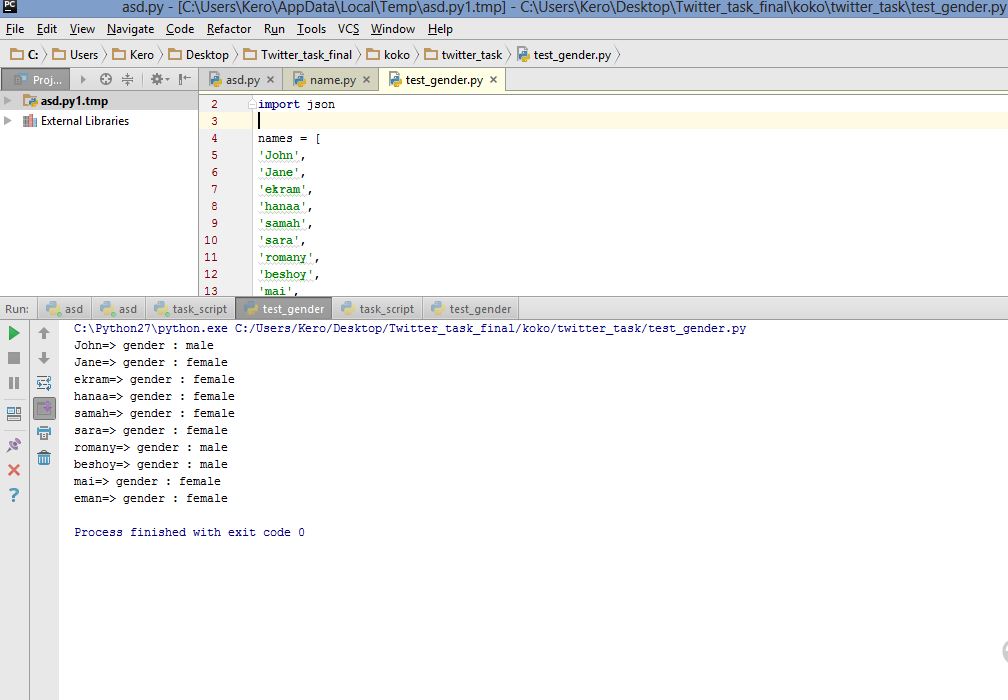 PC asd.py - [C:\Users\Kero\AppData\Local\Temp\asd.py1.tmp] - C:\Users\Kero\Desktop\Twitter_task_final\koko\twitter_task\test_gender.py
File Edit View Navigate Code Refactor Run Tools VCS Window Help
C: Users Kero Desktop Twitter_task_final koko twitter_task test_gender.py
Proj... asd.py name.py test_gender.py
asd.py1.tmp
External Libraries
2 import json
3
4 names = [
5 'John',
6 'Jane',
7 'ekram',
8 'hanaa',
9 'samah',
10 'sara',
11 'romany',
12 'beshoy',
13 'mai',
Run: asd asd task_script test_gender task_script test_gender
C:\Python27\python.exe C:/Users/Kero/Desktop/Twitter_task_final/koko/twitter_task/test_gender.py
John=> gender : male
Jane=> gender : female
ekram=> gender : female
hanaa=> gender : female
samah=> gender : female
sara=> gender : female
romany=> gender : male
beshoy=> gender : male
mai=> gender : female
eman=> gender : female
Process finished with exit code 0